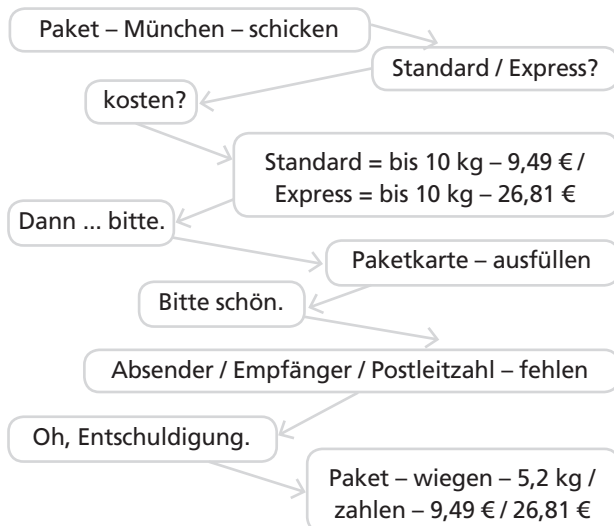 Paket – München – schicken
Standard / Express?
kosten?
Standard = bis 10 kg – 9,49 € /
Express = bis 10 kg – 26,81 €
Dann ... bitte.
Paketkarte – ausfüllen
Bitte schön.
Absender / Empfänger / Postleitzahl – fehlen
Oh, Entschuldigung.
Paket – wiegen – 5,2 kg /
zahlen – 9,49 € / 26,81 €